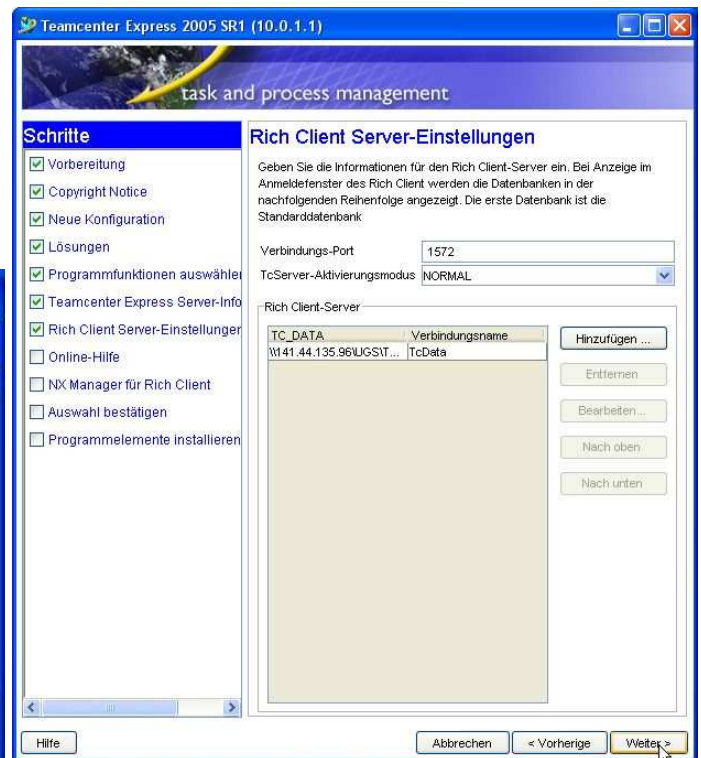 Teamcenter Express 2005 SR1 (10.0.1.1)
task and process management
Schritte
Vorbereitung
Copyright Notice
Neue Konfiguration
Lösungen
Programmfunktionen auswähler
Teamcenter Express Server-Info
Rich Client Server-Einstellunger
Online-Hilfe
NX Manager für Rich Client
Auswahl bestätigen
Programmelemente installieren
Rich Client Server-Einstellungen
Geben Sie die Informationen für den Rich Client-Server ein. Bei Anzeige im
Anmeldefenster des Rich Client werden die Datenbanken in der
nachfolgenden Reihenfolge angezeigt. Die erste Datenbank ist die
Standarddatenbank
Verbindungs-Port 1572
TcServer-Aktivierungsmodus NORMAL
Rich Client-Server
TC_DATA Verbindungsname
\\141.44.135.96\UGS\T... TcData
Hinzufügen ...
Entfernen
Bearbeiten...
Nach oben
Nach unten
Hilfe Abbrechen < Vorherige Weiter >